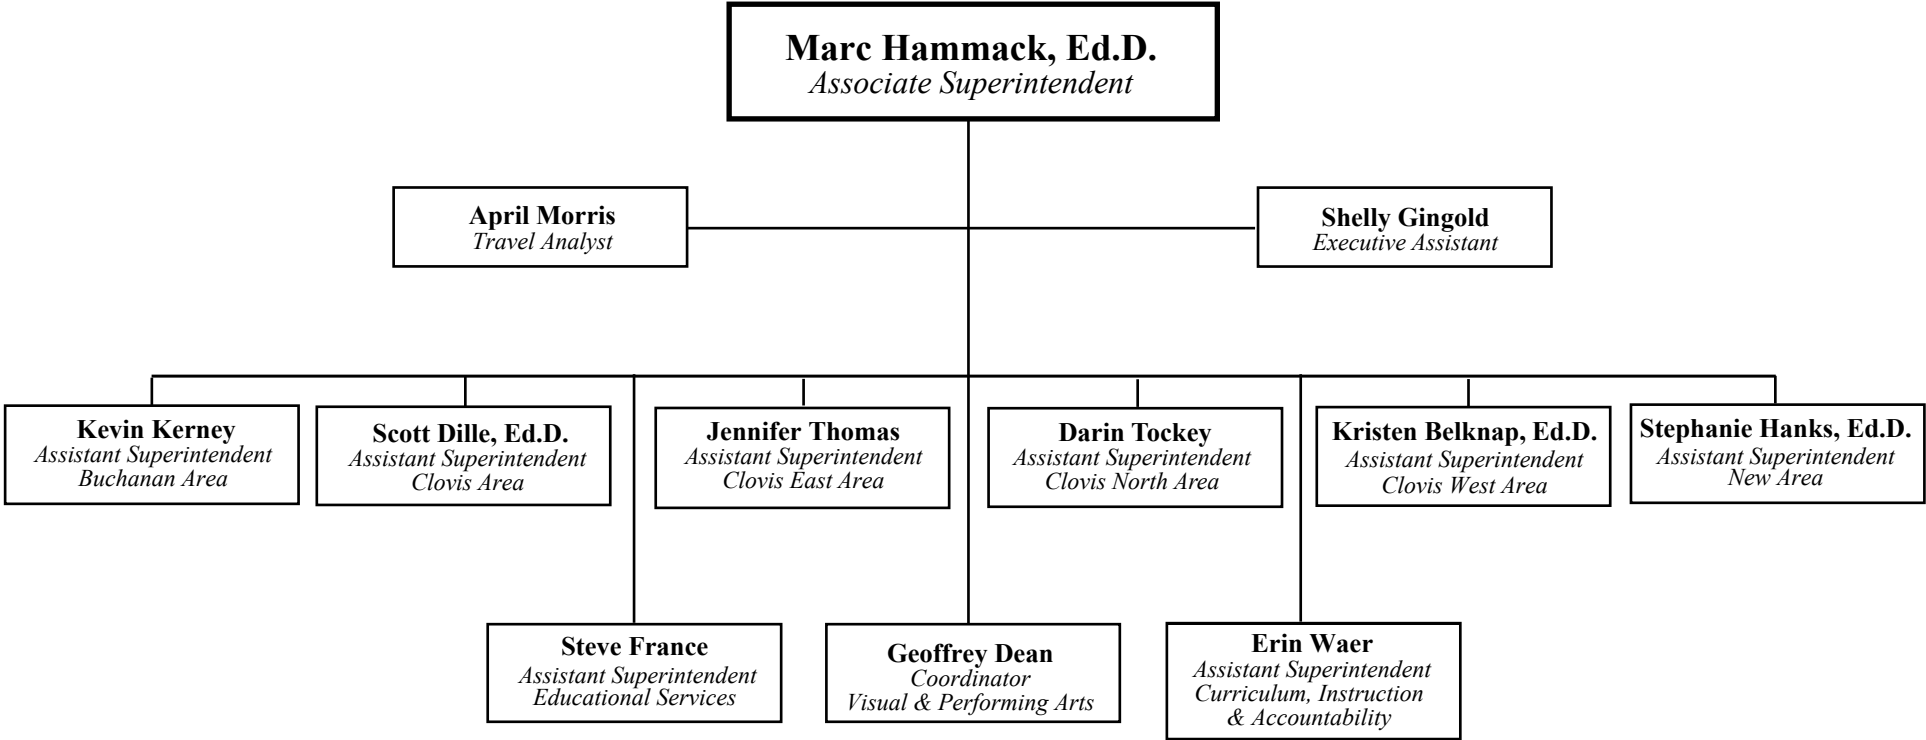 Marc Hammack, Ed.D.
Associate Superintendent
April Morris
Travel Analyst
Shelly Gingold
Executive Assistant
Kevin Kerney
Assistant Superintendent
Buchanan Area
Scott Dille, Ed.D.
Assistant Superintendent
Clovis Area
Jennifer Thomas
Assistant Superintendent
Clovis East Area
Darin Tockey
Assistant Superintendent
Clovis North Area
Kristen Belknap, Ed.D.
Assistant Superintendent
Clovis West Area
Stephanie Hanks, Ed.D.
Assistant Superintendent
New Area
Steve France
Assistant Superintendent
Educational Services
Geoffrey Dean
Coordinator
Visual & Performing Arts
Erin Waer
Assistant Superintendent
Curriculum, Instruction
& Accountability